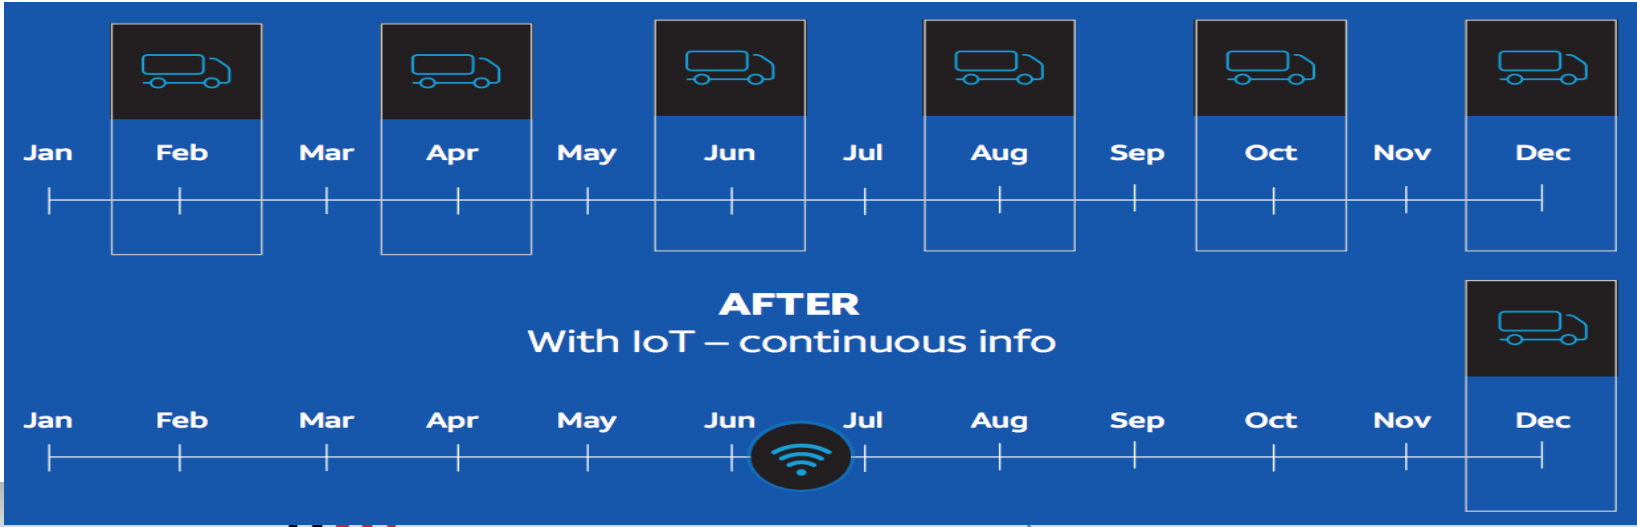 Jan Feb Mar Apr May Jun Jul Aug Sep Oct Nov Dec
AFTER
With IoT – continuous info
Jan Feb Mar Apr May Jun Jul Aug Sep Oct Nov Dec